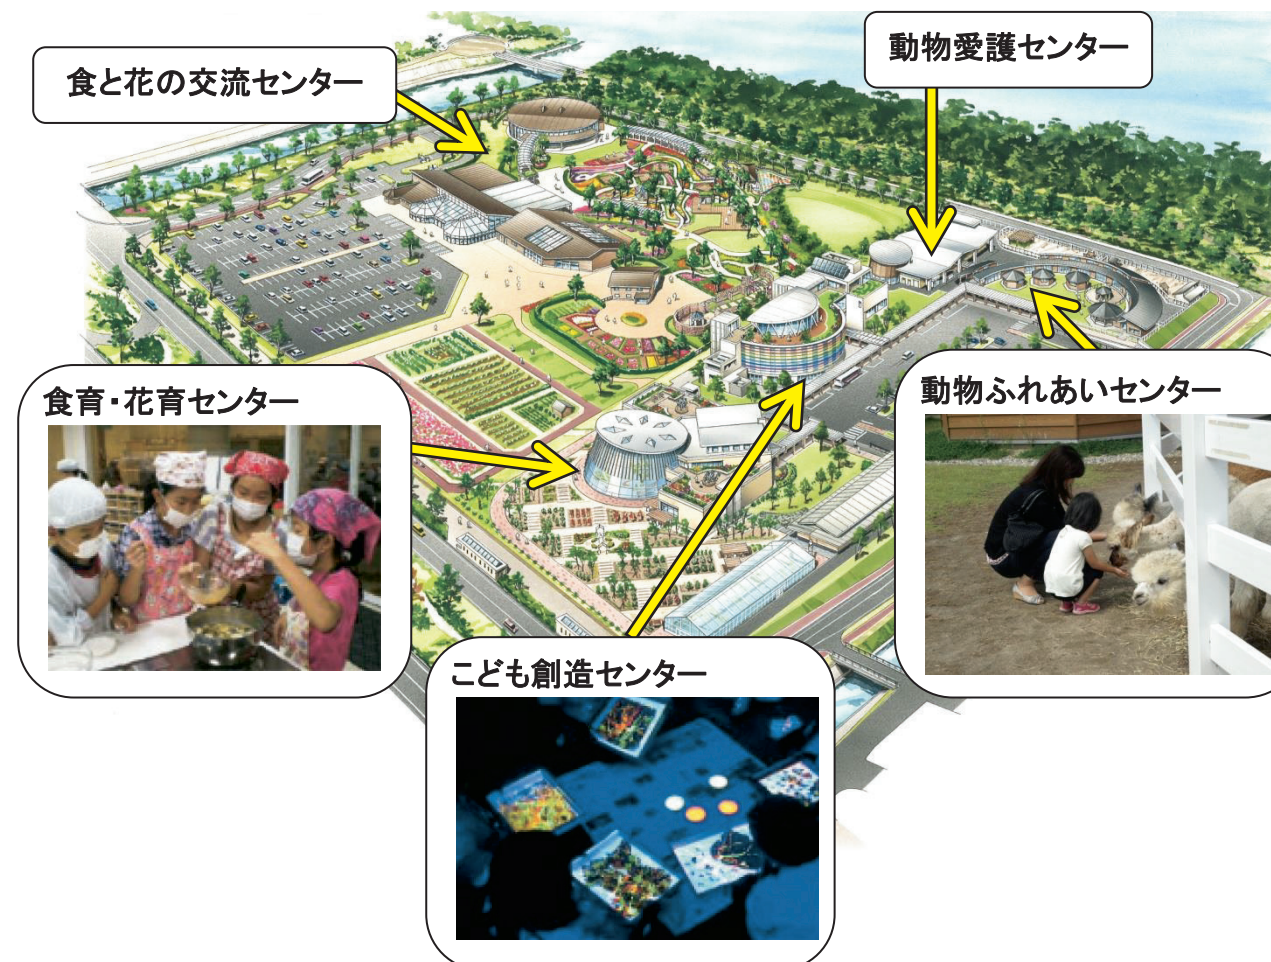 食と花の交流センター
動物愛護センター
食育・花育センター
動物ふれあいセンター
こども創造センター